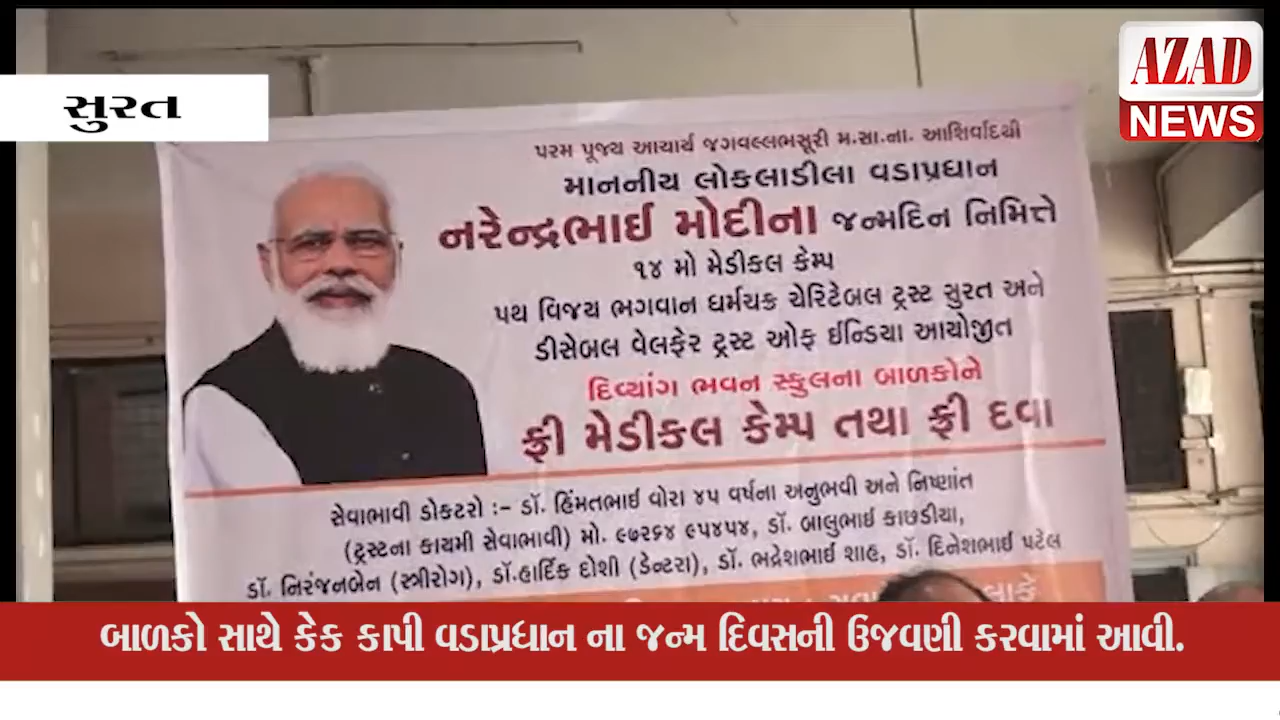 સુરત
AZAD
NEWS
પરમ પૂજ્ય આચાર્ય જગવલ્લભસૂરી મ.સા.ના. આશિર્વાદથી
માનનીય લોકલાડીલા વડાપ્રધાન
નરેન્દ્રભાઈ મોદીના જન્મદિન નિમિત્તે
૧૪ મો મેડીકલ કેમ્પ
પથ વિજય ભગવાન ધર્મચક્ર ચેરિટેબલ ટ્રસ્ટ સુરત અને
ડીસેબલ વેલફેર ટ્રસ્ટ ઓફ ઈન્ડિયા આયોજીત
દિવ્યાંગ ભવન સ્કુલના બાળકોને
ફ્રી મેડીકલ કેમ્પ તથા ફ્રી દવા
સેવાભાવી ડોકટરો :- ડૉ. હિંમતભાઈ વોરા ૪૫ વર્ષના અનુભવી અને નિષ્ણાંત
(ટ્રસ્ટના કાયમી સેવાભાવી) મો. ૯૭૨૬૪ ૯૫૪૫૪, ડૉ. બાલુભાઈ કાછડીયા,
ડૉ. નિરંજનબેન (સ્ત્રીરોગ), ડૉ.હાર્દિક દોશી (ડેન્ટરા), ડૉ. ભદ્રેશભાઈ શાહ, ડૉ. દિનેશભાઈ પટેલ
બાળકો સાથે કેક કાપી વડાપ્રધાન ના જન્મ દિવસની ઉજવણી કરવામાં આવી.